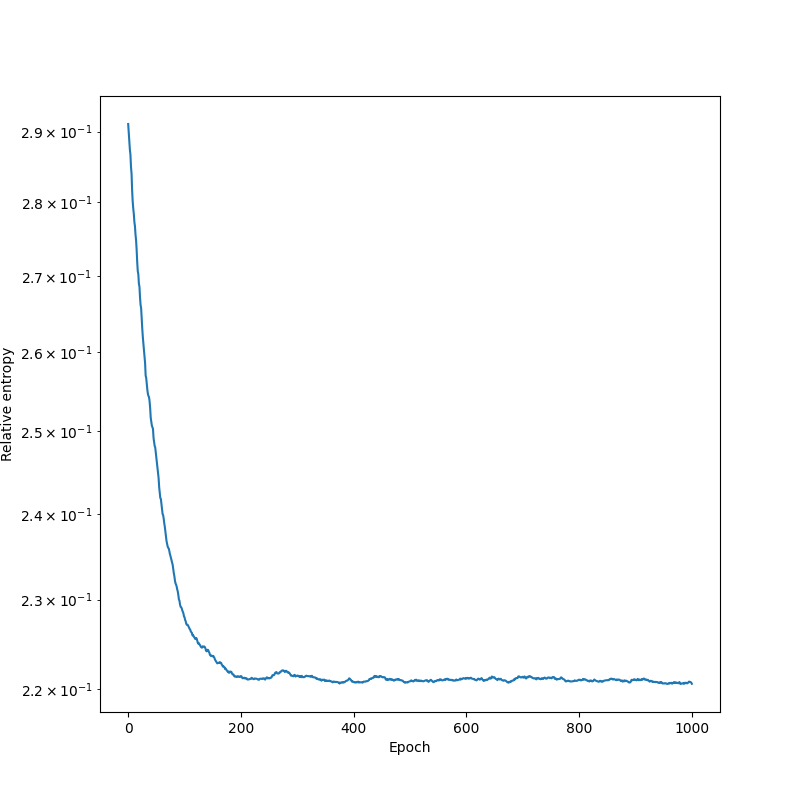 2.9 × 10⁻¹
2.8 × 10⁻¹
2.7 × 10⁻¹
2.6 × 10⁻¹
2.5 × 10⁻¹
2.4 × 10⁻¹
2.3 × 10⁻¹
2.2 × 10⁻¹
Relative entropy
0 200 400 600 800 1000
Epoch